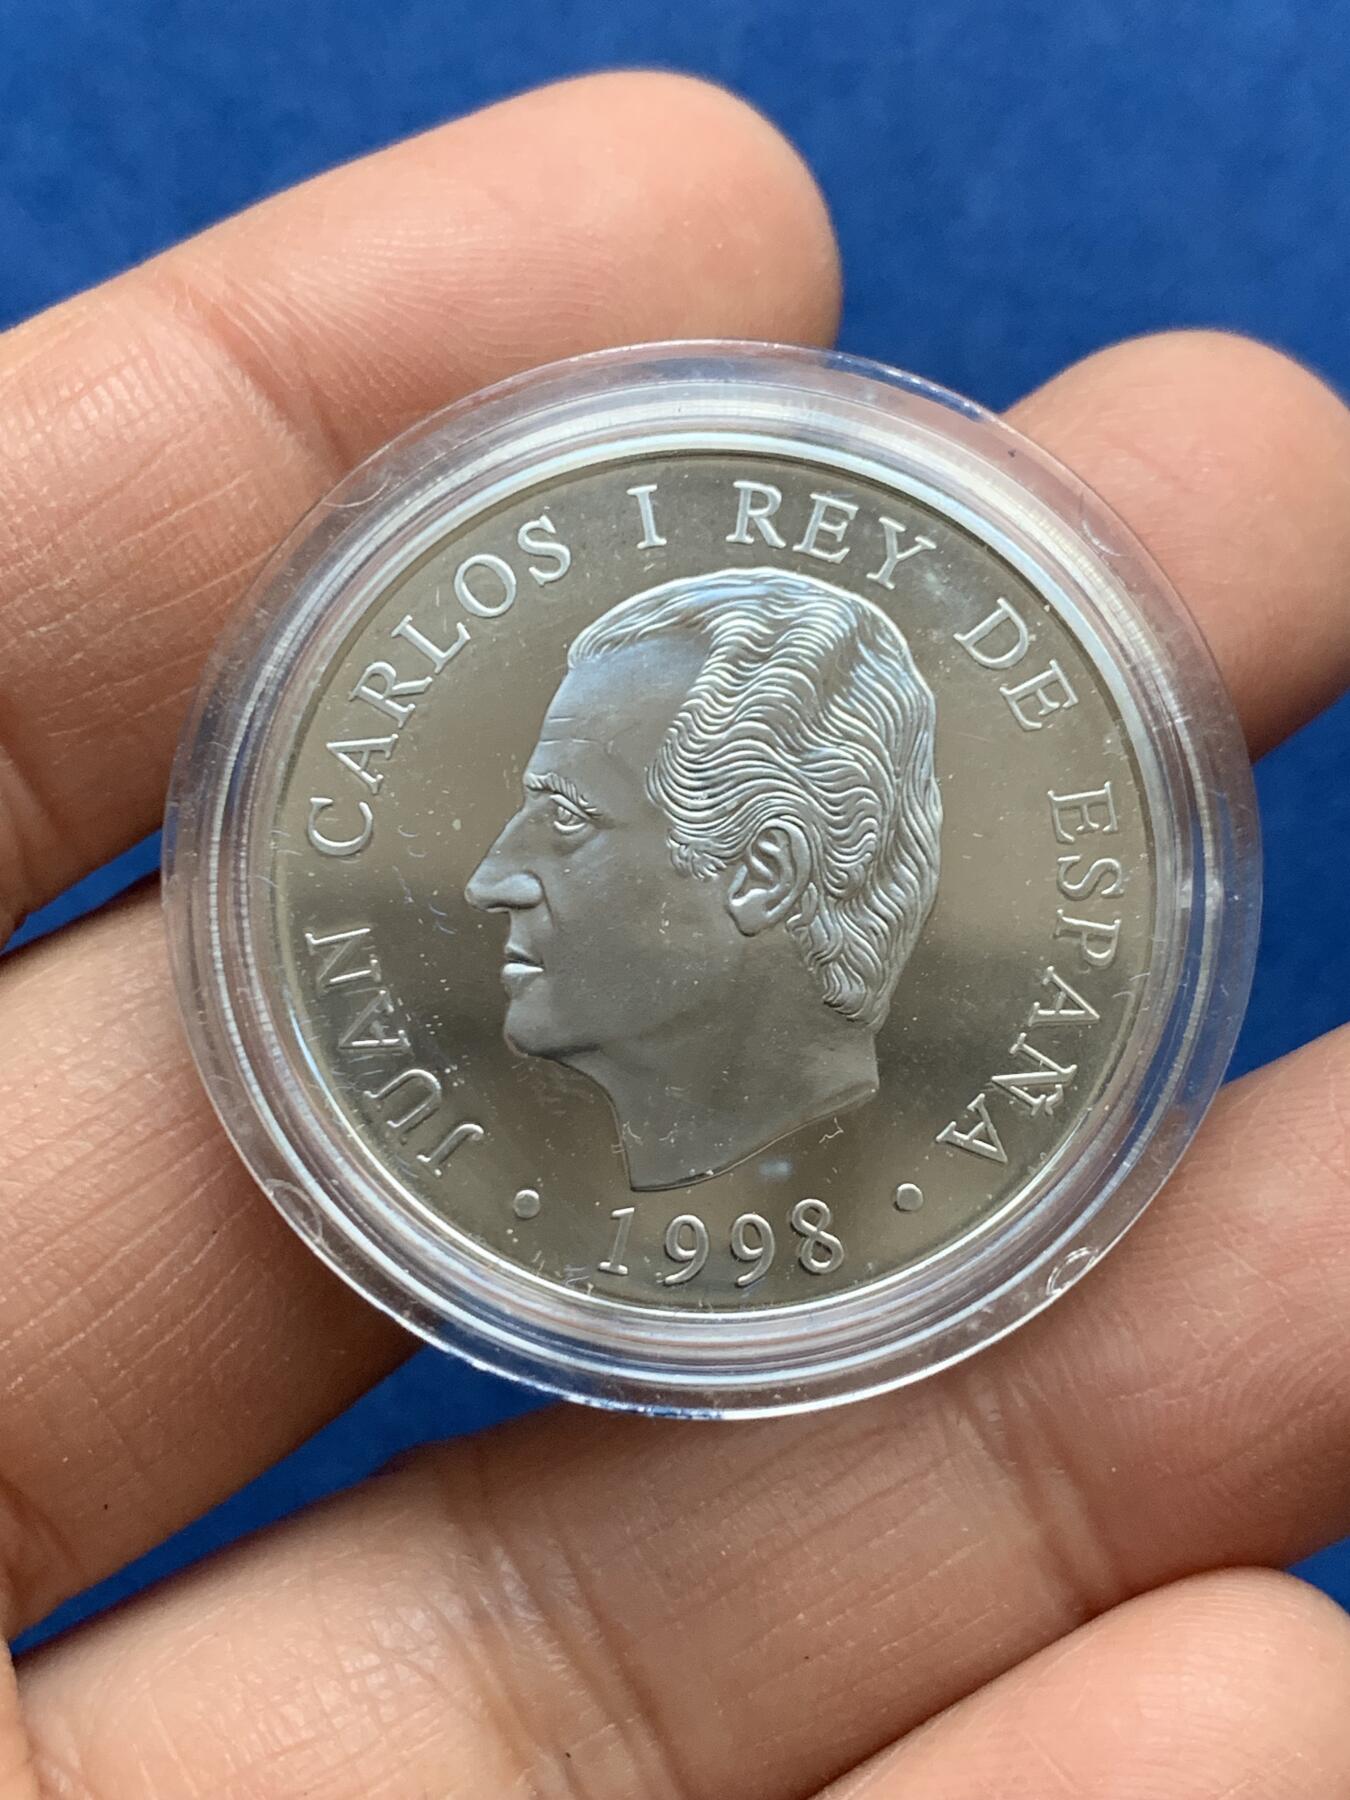 JUAN CARLOS I REY DE ESPAÑA
• 1998 •